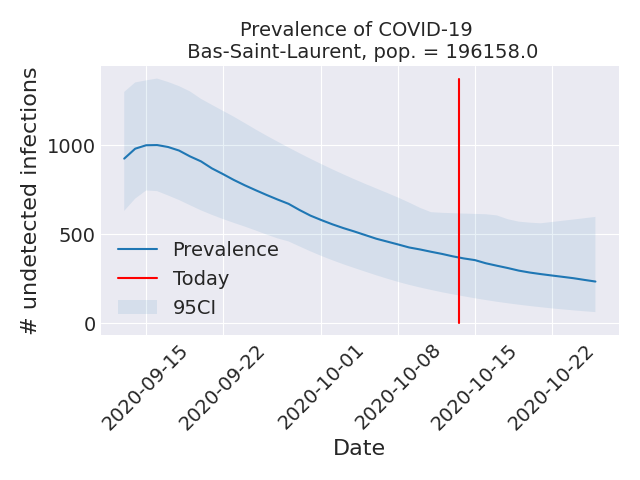 Prevalence of COVID-19
Bas-Saint-Laurent, pop. = 196158.0
# undetected infections
1000
500
0
Prevalence
Today
95CI
2020-09-15
2020-09-22
2020-10-01
2020-10-08
2020-10-15
2020-10-22
Date